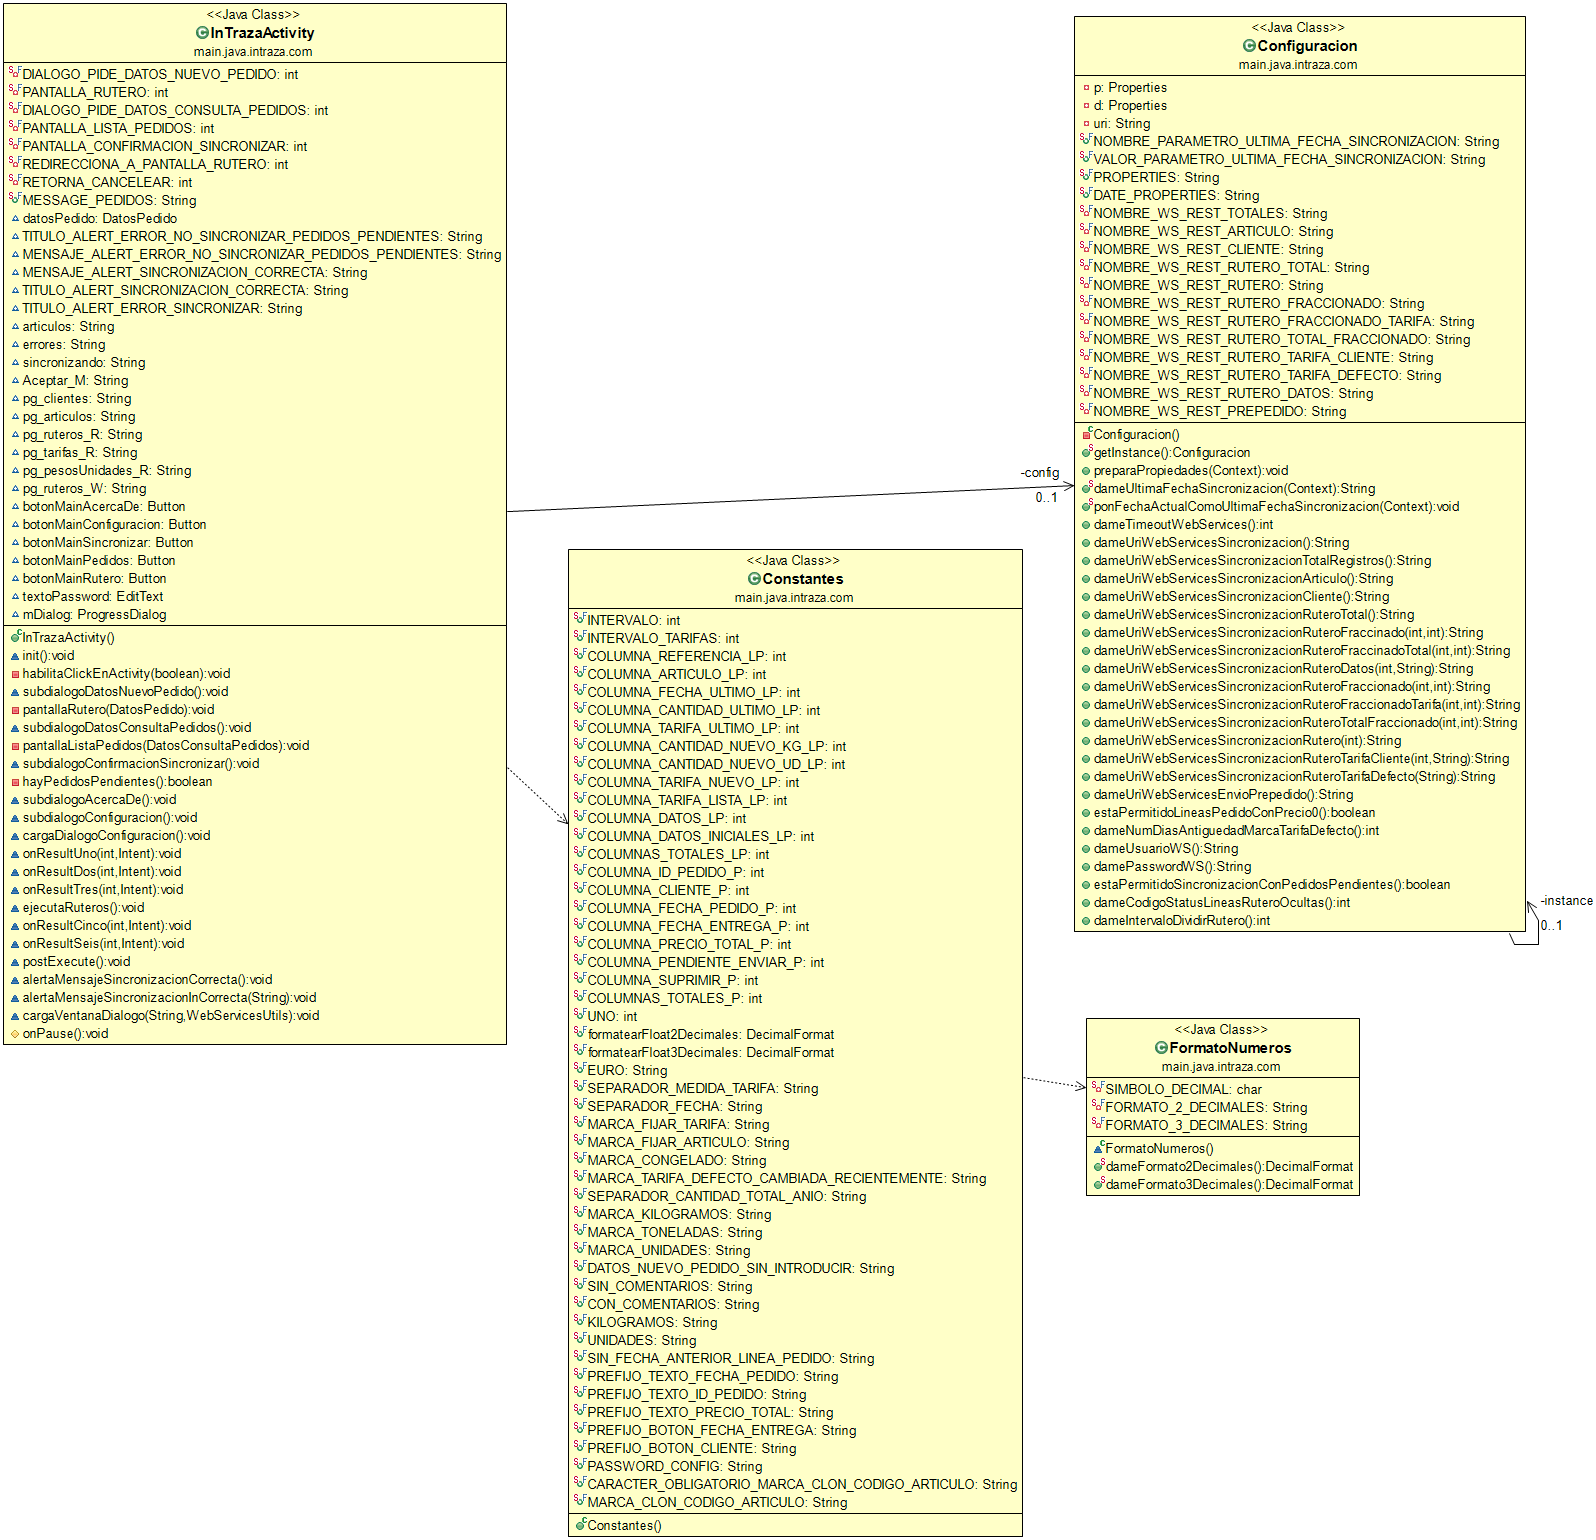 <<Java Class>>
InTrazaActivity
main.java.intraza.com
DIALOGO_PIDE_DATOS_NUEVO_PEDIDO: int
PANTALLA_RUTERO: int
DIALOGO_PIDE_DATOS_CONSULTA_PEDIDOS: int
PANTALLA_LISTA_PEDIDOS: int
PANTALLA_CONFIRMACION_SINCRONIZAR: int
REDIRECCIONA_A_PANTALLA_RUTERO: int
RETORNA_CANCELEAR: int
MESSAGE_PEDIDOS: String
datosPedido: DatosPedido
TITULO_ALERT_ERROR_NO_SINCRONIZAR_PEDIDOS_PENDIENTES: String
MENSAJE_ALERT_ERROR_NO_SINCRONIZAR_PEDIDOS_PENDIENTES: String
MENSAJE_ALERT_SINCRONIZACION_CORRECTA: String
TITULO_ALERT_SINCRONIZACION_CORRECTA: String
TITULO_ALERT_ERROR_SINCRONIZAR: String
articulos: String
errores: String
sincronizando: String
Aceptar_M: String
pg_clientes: String
pg_articulos: String
pg_ruteros_R: String
pg_tarifas_R: String
pg_pesosUnidades_R: String
pg_ruteros_W: String
botonMainAcercaDe: Button
botonMainConfiguracion: Button
botonMainSincronizar: Button
botonMainPedidos: Button
botonMainRutero: Button
textoPassword: EditText
mDialog: ProgressDialog
InTrazaActivity()
init():void
habilitaClickEnActivity(boolean):void
subdialogoDatosNuevoPedido():void
pantallaRutero(DatosPedido):void
subdialogoDatosConsultaPedidos():void
pantallaListaPedidos(DatosConsultaPedidos):void
subdialogoConfirmacionSincronizar():void
hayPedidosPendientes():boolean
subdialogoAcercaDe():void
subdialogoConfiguracion():void
cargaDialogoConfiguracion():void
onResultUno(int,Intent):void
onResultDos(int,Intent):void
onResultTres(int,Intent):void
ejecutaRuteros():void
onResultCinco(int,Intent):void
onResultSeis(int,Intent):void
postExecute():void
alertaMensajeSincronizacionCorrecta():void
alertaMensajeSincronizacionInCorrecta(String):void
cargaVentanaDialogo(String,WebServicesUtils):void
onPause():void
-config
0..1
<<Java Class>>
Configuracion
main.java.intraza.com
p: Properties
d: Properties
uri: String
NOMBRE_PARAMETRO_ULTIMA_FECHA_SINCRONIZACION: String
VALOR_PARAMETRO_ULTIMA_FECHA_SINCRONIZACION: String
PROPERTIES: String
DATE_PROPERTIES: String
NOMBRE_WS_REST_TOTALES: String
NOMBRE_WS_REST_ARTICULO: String
NOMBRE_WS_REST_CLIENTE: String
NOMBRE_WS_REST_RUTERO_TOTAL: String
NOMBRE_WS_REST_RUTERO: String
NOMBRE_WS_REST_RUTERO_FRACCIONADO: String
NOMBRE_WS_REST_RUTERO_FRACCIONADO_TARIFA: String
NOMBRE_WS_REST_RUTERO_TOTAL_FRACCIONADO: String
NOMBRE_WS_REST_RUTERO_TARIFA_CLIENTE: String
NOMBRE_WS_REST_RUTERO_TARIFA_DEFECTO: String
NOMBRE_WS_REST_RUTERO_DATOS: String
NOMBRE_WS_REST_PREPEDIDO: String
Configuracion()
getInstance():Configuracion
preparaPropiedades(Context):void
dameUltimaFechaSincronizacion(Context):String
ponFechaActualComoUltimaFechaSincronizacion(Context):void
dameTimeoutWebServices():int
dameUriWebServicesSincronizacion():String
dameUriWebServicesSincronizacionTotalRegistros():String
dameUriWebServicesSincronizacionArticulo():String
dameUriWebServicesSincronizacionCliente():String
dameUriWebServicesSincronizacionRuteroTotal():String
dameUriWebServicesSincronizacionRuteroFraccinado(int,int):String
dameUriWebServicesSincronizacionRuteroFraccinadoTotal(int,int):String
dameUriWebServicesSincronizacionRuteroDatos(int,String):String
dameUriWebServicesSincronizacionRuteroFraccionado(int,int):String
dameUriWebServicesSincronizacionRuteroFraccionadoTarifa(int,int):String
dameUriWebServicesSincronizacionRuteroTotalFraccionado(int,int):String
dameUriWebServicesSincronizacionRutero(int):String
dameUriWebServicesSincronizacionRuteroTarifaCliente(int,String):String
dameUriWebServicesSincronizacionRuteroTarifaDefecto(String):String
dameUriWebServicesEnvioPrepedido():String
estaPermitidoLineasPedidoConPrecio0():boolean
dameNumDiasAntiguedadMarcaTarifaDefecto():int
dameUsuarioWS():String
damePasswordWS():String
estaPermitidoSincronizacionConPedidosPendientes():boolean
dameCodigoStatusLineasRuteroOcultas():int
dameIntervaloDividirRutero():int
-instance
0..1
<<Java Class>>
Constantes
main.java.intraza.com
INTERVALO: int
INTERVALO_TARIFAS: int
COLUMNA_REFERENCIA_LP: int
COLUMNA_ARTICULO_LP: int
COLUMNA_FECHA_ULTIMO_LP: int
COLUMNA_CANTIDAD_ULTIMO_LP: int
COLUMNA_TARIFA_ULTIMO_LP: int
COLUMNA_CANTIDAD_NUEVO_KG_LP: int
COLUMNA_CANTIDAD_NUEVO_UD_LP: int
COLUMNA_TARIFA_NUEVO_LP: int
COLUMNA_TARIFA_LISTA_LP: int
COLUMNA_DATOS_LP: int
COLUMNA_DATOS_INICIALES_LP: int
COLUMNAS_TOTALES_LP: int
COLUMNA_ID_PEDIDO_P: int
COLUMNA_CLIENTE_P: int
COLUMNA_FECHA_PEDIDO_P: int
COLUMNA_FECHA_ENTREGA_P: int
COLUMNA_PRECIO_TOTAL_P: int
COLUMNA_PENDIENTE_ENVIAR_P: int
COLUMNA_SUPRIMIR_P: int
COLUMNAS_TOTALES_P: int
UNO: int
formatearFloat2Decimales: DecimalFormat
formatearFloat3Decimales: DecimalFormat
EURO: String
SEPARADOR_MEDIDA_TARIFA: String
SEPARADOR_FECHA: String
MARCA_FIJAR_TARIFA: String
MARCA_FIJAR_ARTICULO: String
MARCA_CONGELADO: String
MARCA_TARIFA_DEFECTO_CAMBIADA_RECIENTEMENTE: String
SEPARADOR_CANTIDAD_TOTAL_ANIO: String
MARCA_KILOGRAMOS: String
MARCA_TONELADAS: String
MARCA_UNIDADES: String
DATOS_NUEVO_PEDIDO_SIN_INTRODUCIR: String
SIN_COMENTARIOS: String
CON_COMENTARIOS: String
KILOGRAMOS: String
UNIDADES: String
SIN_FECHA_ANTERIOR_LINEA_PEDIDO: String
PREFIJO_TEXTO_FECHA_PEDIDO: String
PREFIJO_TEXTO_ID_PEDIDO: String
PREFIJO_TEXTO_PRECIO_TOTAL: String
PREFIJO_BOTON_FECHA_ENTREGA: String
PREFIJO_BOTON_CLIENTE: String
PASSWORD_CONFIG: String
CARACTER_OBLIGATORIO_MARCA_CLON_CODIGO_ARTICULO: String
MARCA_CLON_CODIGO_ARTICULO: String
Constantes()
<<Java Class>>
FormatoNumeros
main.java.intraza.com
SIMBOLO_DECIMAL: char
FORMATO_2_DECIMALES: String
FORMATO_3_DECIMALES: String
FormatoNumeros()
dameFormato2Decimales():DecimalFormat
dameFormato3Decimales():DecimalFormat